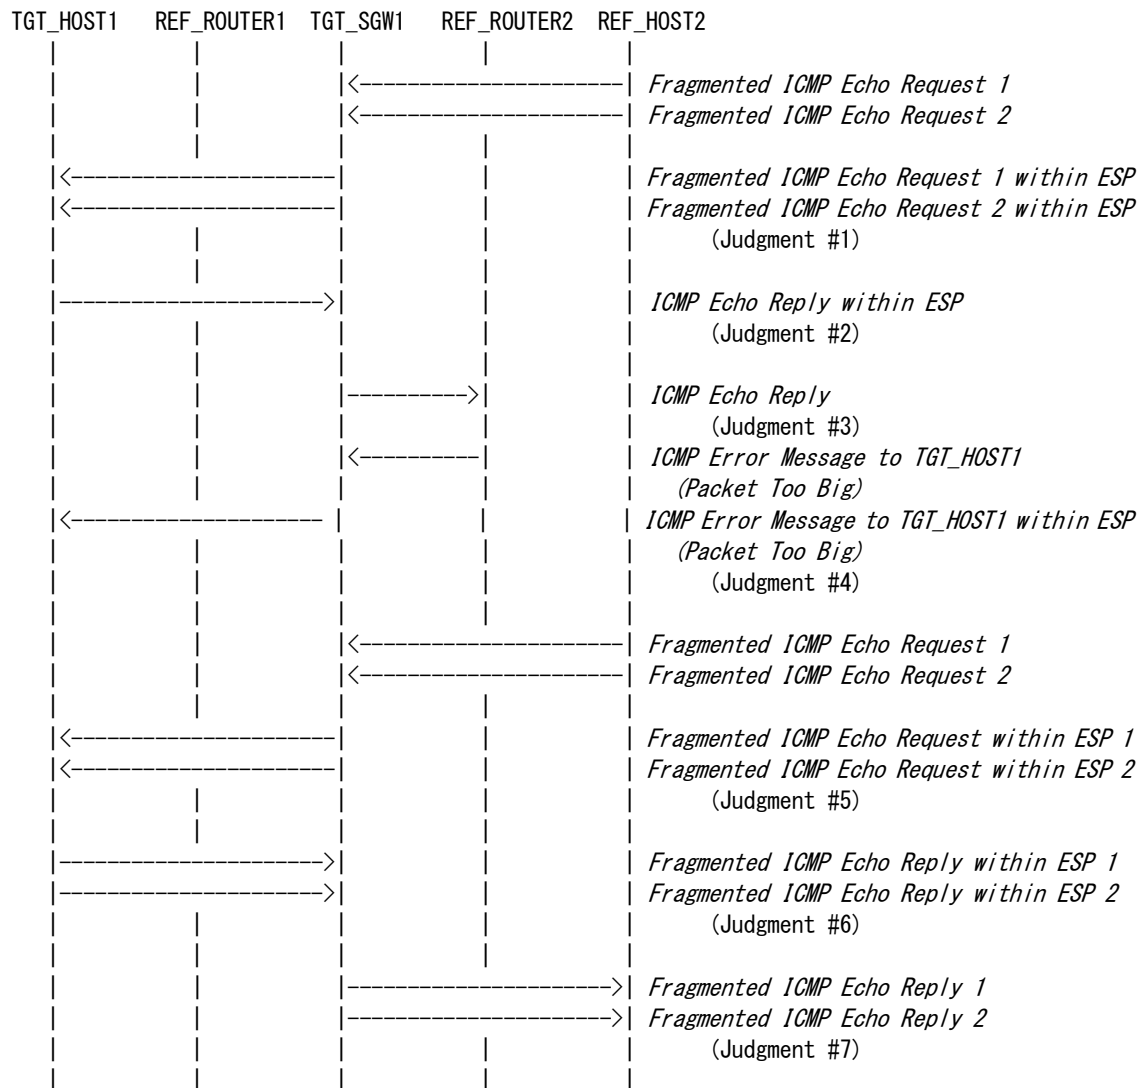 TGT_HOST1 REF_ROUTER1 TGT_SGW1 REF_ROUTER2 REF_HOST2
Fragmented ICMP Echo Request 1
Fragmented ICMP Echo Request 2
Fragmented ICMP Echo Request 1 within ESP
Fragmented ICMP Echo Request 2 within ESP
(Judgment #1)
ICMP Echo Reply within ESP
(Judgment #2)
ICMP Echo Reply
(Judgment #3)
ICMP Error Message to TGT_HOST1
(Packet Too Big)
ICMP Error Message to TGT_HOST1 within ESP
(Packet Too Big)
(Judgment #4)
Fragmented ICMP Echo Request 1
Fragmented ICMP Echo Request 2
Fragmented ICMP Echo Request within ESP 1
Fragmented ICMP Echo Request within ESP 2
(Judgment #5)
Fragmented ICMP Echo Reply within ESP 1
Fragmented ICMP Echo Reply within ESP 2
(Judgment #6)
Fragmented ICMP Echo Reply 1
Fragmented ICMP Echo Reply 2
(Judgment #7)